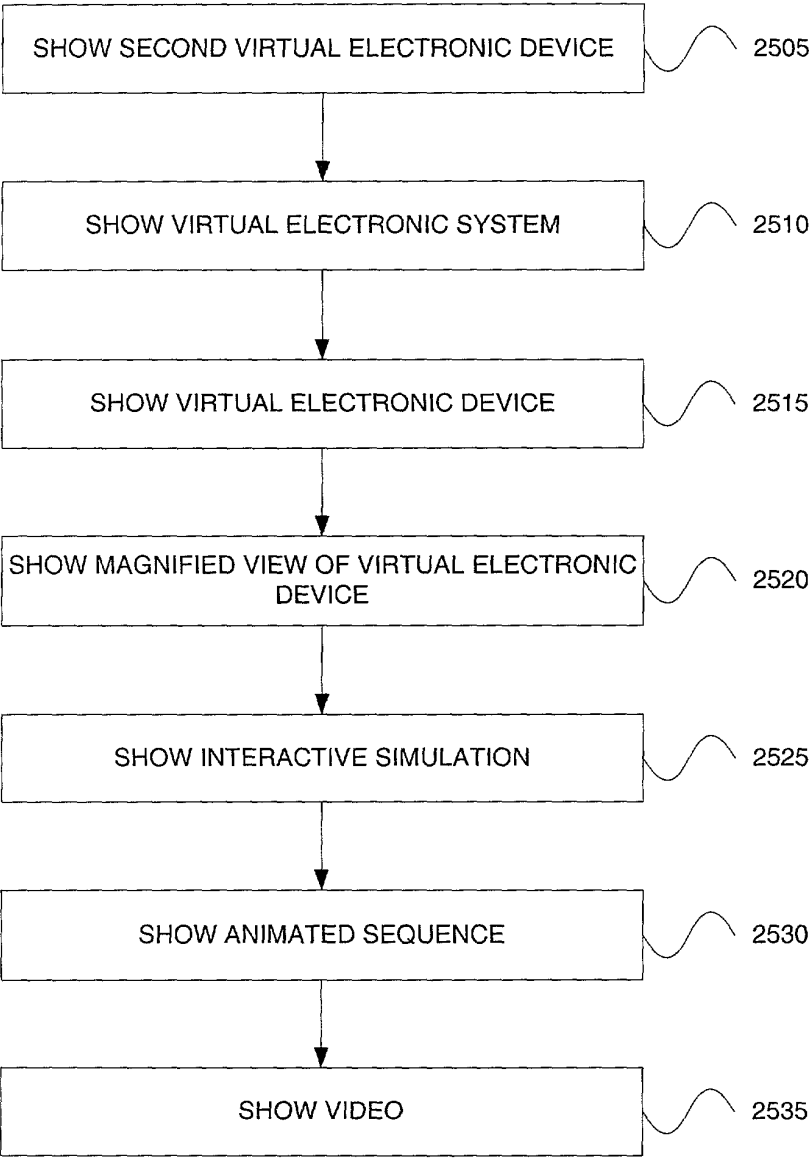 SHOW SECOND VIRTUAL ELECTRONIC DEVICE 2505
SHOW VIRTUAL ELECTRONIC SYSTEM 2510
SHOW VIRTUAL ELECTRONIC DEVICE 2515
SHOW MAGNIFIED VIEW OF VIRTUAL ELECTRONIC
DEVICE 2520
SHOW INTERACTIVE SIMULATION 2525
SHOW ANIMATED SEQUENCE 2530
SHOW VIDEO 2535